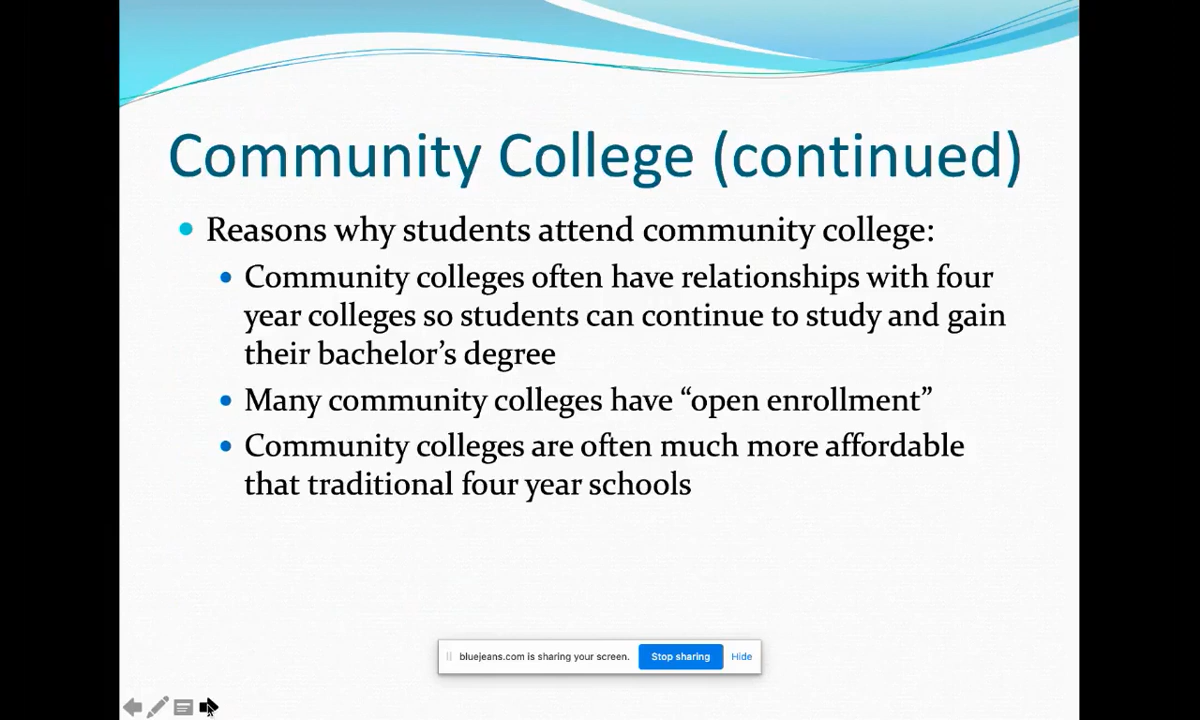 Community College (continued)
Reasons why students attend community college:
Community colleges often have relationships with four
year colleges so students can continue to study and gain
their bachelor’s degree
Many community colleges have “open enrollment”
Community colleges are often much more affordable
that traditional four year schools
bluejeans.com is sharing your screen. Stop sharing Hide